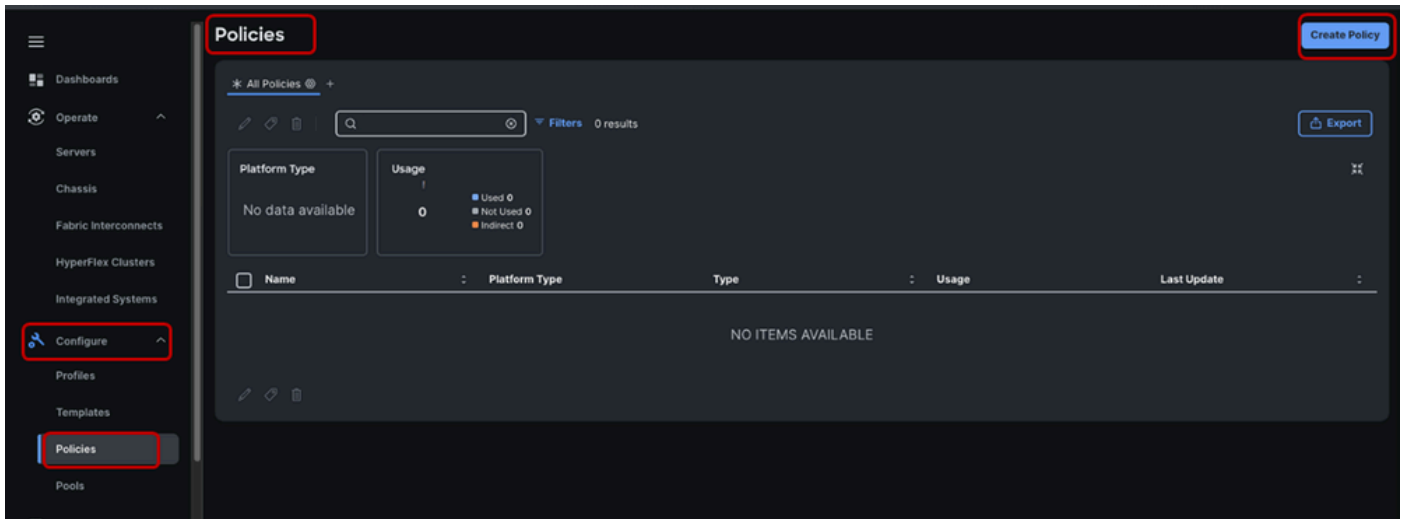 Policies
Create Policy
Dashboards
Operate
Servers
Chassis
Fabric Interconnects
HyperFlex Clusters
Integrated Systems
Configure
Profiles
Templates
Policies
Pools
All Policies
Filters 0 results
Export
Platform Type
No data available
Usage
0
Used 0
Not Used 0
Indirect 0
Name Platform Type Type Usage Last Update
NO ITEMS AVAILABLE